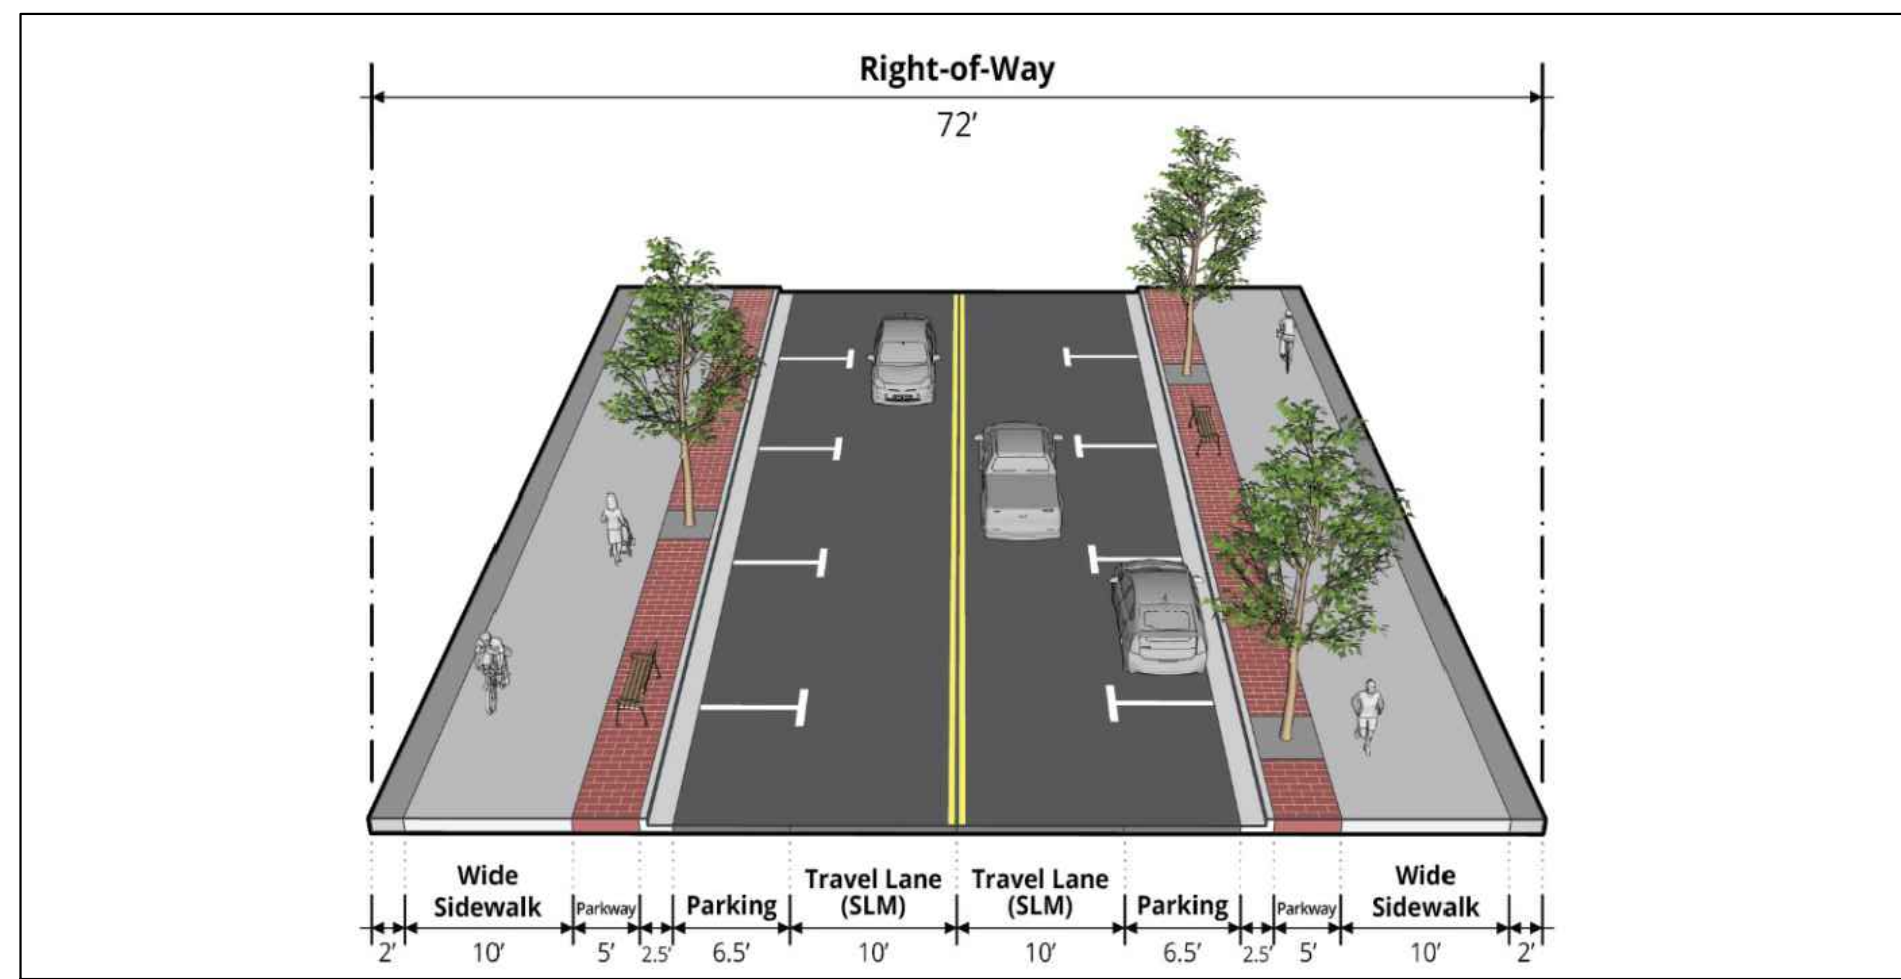 Right-of-Way
72’
Wide
Sidewalk
Parkway
Parking
Travel Lane
(SLM)
Travel Lane
(SLM)
Parking
Parkway
Wide
Sidewalk
2’ 10’ 5’ 2.5’ 6.5’ 10’ 10’ 6.5’ 2.5’ 5’ 10’ 2’